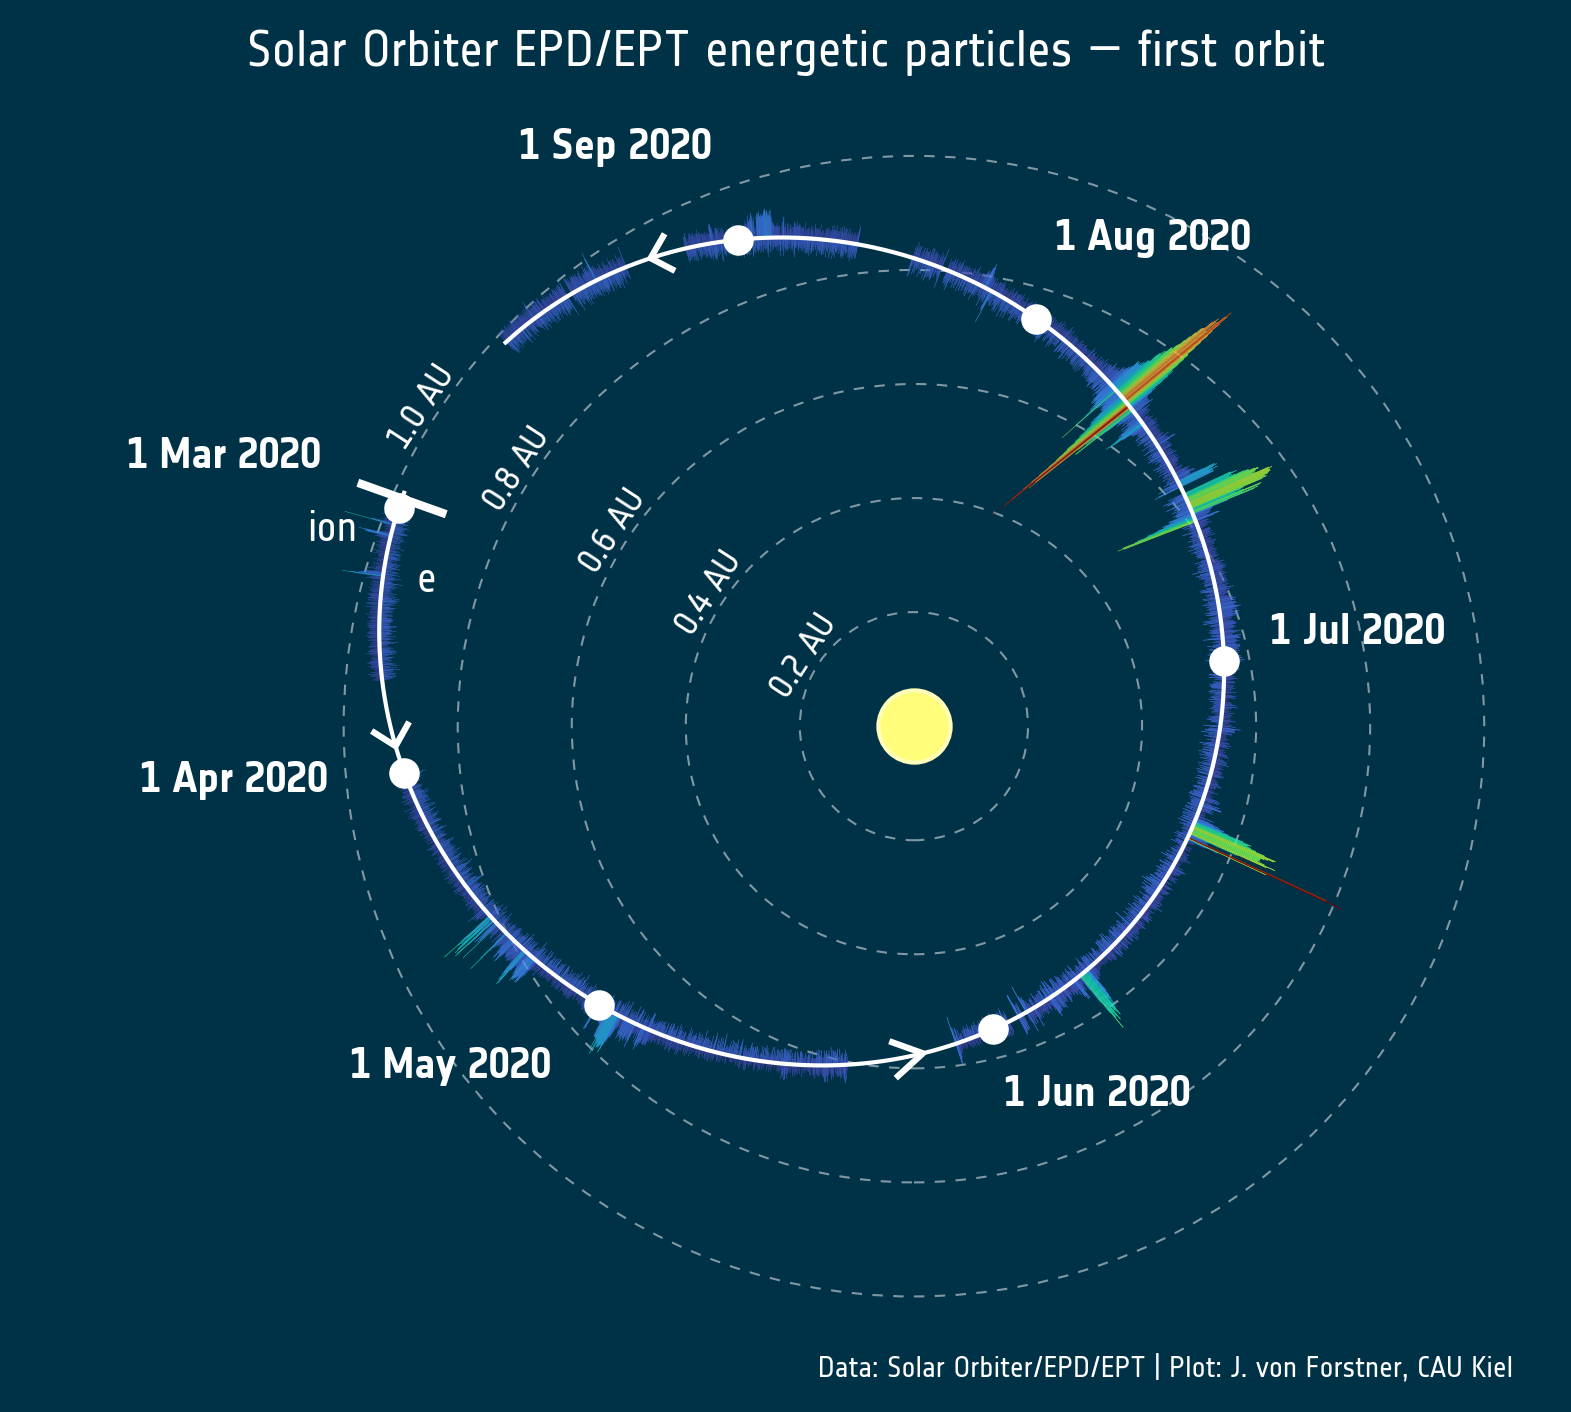 Solar Orbiter EPD/EPT energetic particles — first orbit
1 Sep 2020
1 Aug 2020
1.0 AU
0.8 AU
0.6 AU
0.4 AU
0.2 AU
1 Mar 2020
ion
e
1 Jul 2020
1 Apr 2020
1 May 2020
1 Jun 2020
Data: Solar Orbiter/EPD/EPT | Plot: J. von Forstner, CAU Kiel